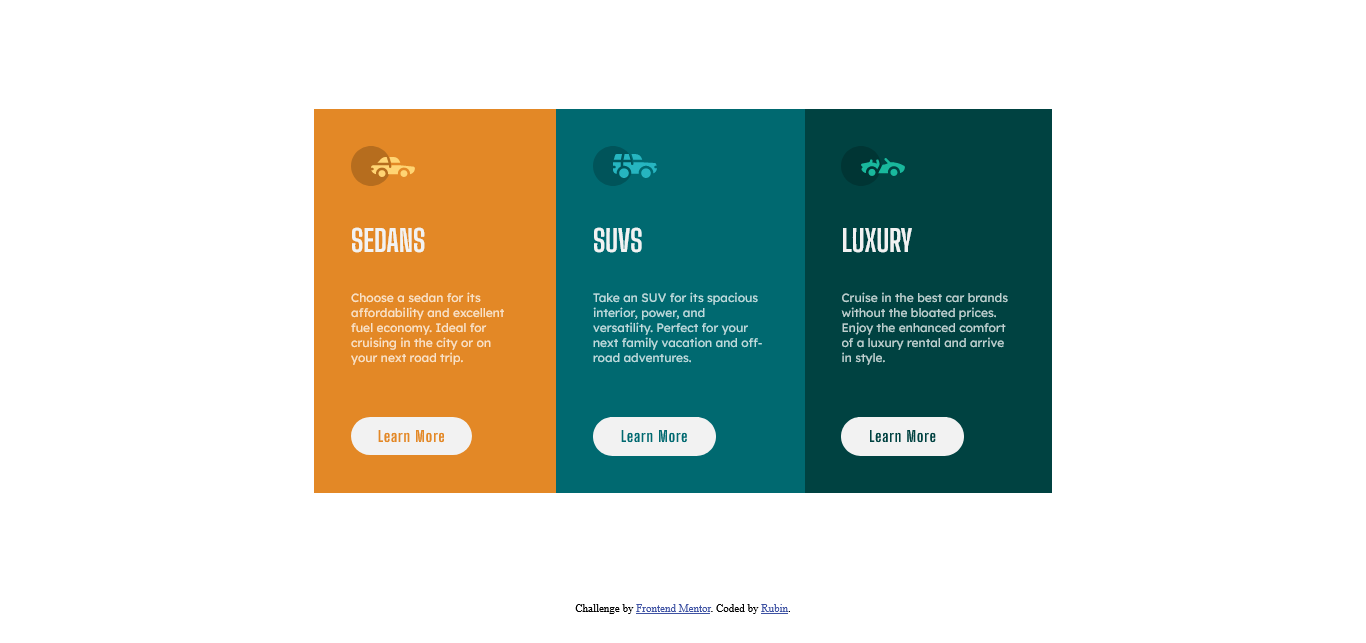 SEDANS
Choose a sedan for its
affordability and excellent
fuel economy. Ideal for
cruising in the city or on
your next road trip.
Learn More
SUVS
Take an SUV for its spacious
interior, power, and
versatility. Perfect for your
next family vacation and off-
road adventures.
Learn More
LUXURY
Cruise in the best car brands
without the bloated prices.
Enjoy the enhanced comfort
of a luxury rental and arrive
in style.
Learn More
Challenge by Frontend Mentor. Coded by Rubin.